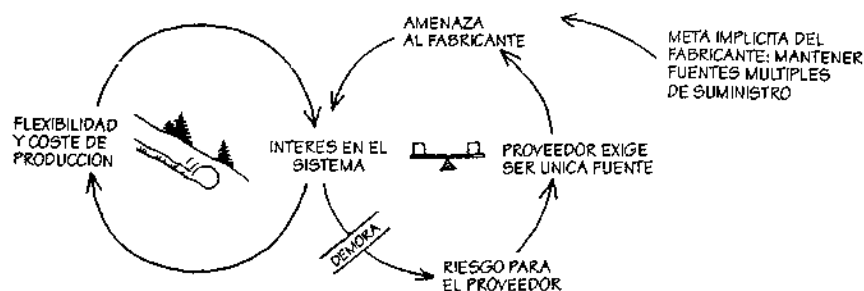 AMENAZA
AL FABRICANTE
META IMPLICITA DEL
FABRICANTE: MANTENER
FUENTES MULTIPLES
DE SUMINISTRO
FLEXIBILIDAD
Y COSTE DE
PRODUCCIÓN
INTERES EN EL
SISTEMA
PROVEEDOR EXIGE
SER UNICA FUENTE
DEMORA
RIESGO PARA
EL PROVEEDOR